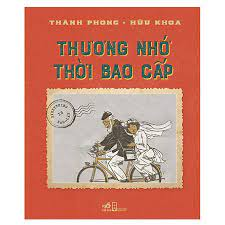 THÀNH PHONG • HỮU KHOA
THƯƠNG NHỚ
THỜI BAO CẤP